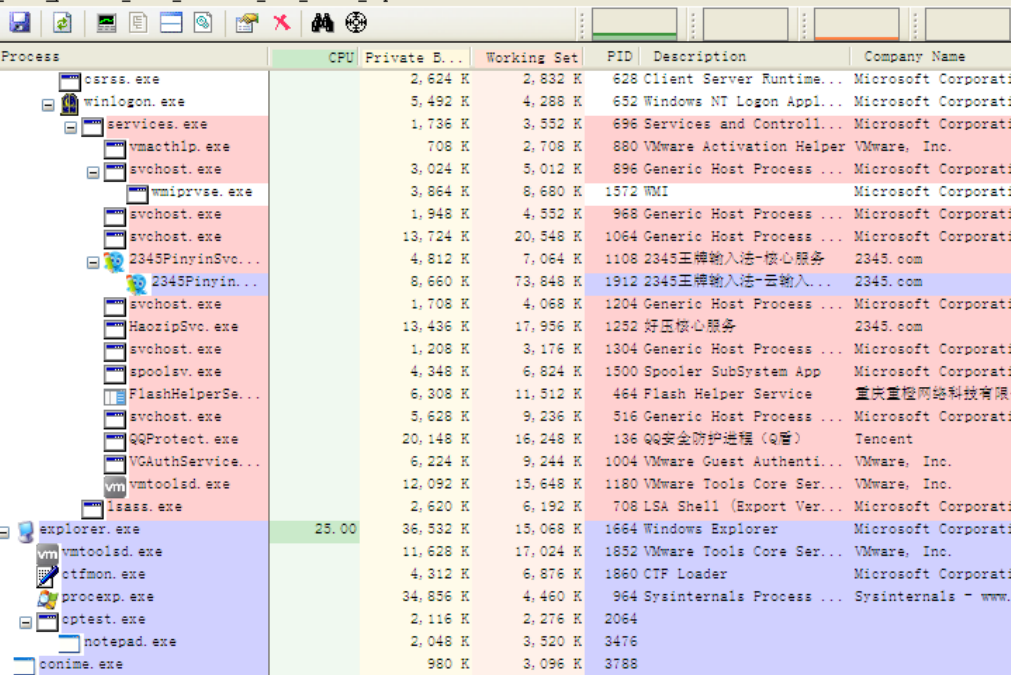 Process CPU Private B... Working Set PID Description Company Name
csrss.exe 2,624 K 2,832 K 628 Client Server Runtime... Microsoft Corporati
winlogon.exe 5,492 K 4,288 K 652 Windows NT Logon Appl... Microsoft Corporati
services.exe 1,736 K 3,552 K 696 Services and Controll... Microsoft Corporati
vmacthlp.exe 708 K 2,708 K 880 VMware Activation Helper VMware, Inc.
svchost.exe 3,024 K 5,012 K 896 Generic Host Process ... Microsoft Corporati
wmiprvse.exe 3,864 K 8,680 K 1572 WMI Microsoft Corporati
svchost.exe 1,948 K 4,552 K 968 Generic Host Process ... Microsoft Corporati
svchost.exe 13,724 K 20,548 K 1064 Generic Host Process ... Microsoft Corporati
2345PinyinSvc... 4,812 K 7,064 K 1108 2345王牌输入法-核心服务 2345.com
2345Pinyin... 8,660 K 73,848 K 1912 2345王牌输入法-云输入... 2345.com
svchost.exe 1,708 K 4,068 K 1204 Generic Host Process ... Microsoft Corporati
HaozipSvc.exe 13,436 K 17,956 K 1252 好压核心服务 2345.com
svchost.exe 1,208 K 3,176 K 1304 Generic Host Process ... Microsoft Corporati
spoolsv.exe 4,348 K 6,824 K 1500 Spooler SubSystem App Microsoft Corporati
FlashHelperSe... 6,308 K 11,512 K 464 Flash Helper Service 重庆重橙网络科技有限
svchost.exe 5,628 K 9,236 K 516 Generic Host Process ... Microsoft Corporati
QQProtect.exe 20,148 K 16,248 K 136 QQ安全防护进程（Q盾） Tencent
VGAuthService... 6,224 K 9,244 K 1004 VMware Guest Authenti... VMware, Inc.
vm vmtoolsd.exe 12,092 K 15,648 K 1180 VMware Tools Core Ser... VMware, Inc.
lsass.exe 2,620 K 6,192 K 708 LSA Shell (Export Ver... Microsoft Corporati
explorer.exe 25.00 36,532 K 15,068 K 1664 Windows Explorer Microsoft Corporati
vm vmtoolsd.exe 11,628 K 17,024 K 1852 VMware Tools Core Ser... VMware, Inc.
ctfmon.exe 4,312 K 6,876 K 1860 CTF Loader Microsoft Corporati
procexp.exe 34,856 K 4,460 K 964 Sysinternals Process ... Sysinternals - www.
cptest.exe 2,116 K 2,276 K 2064
notepad.exe 2,048 K 3,520 K 3476
conime.exe 980 K 3,096 K 3788